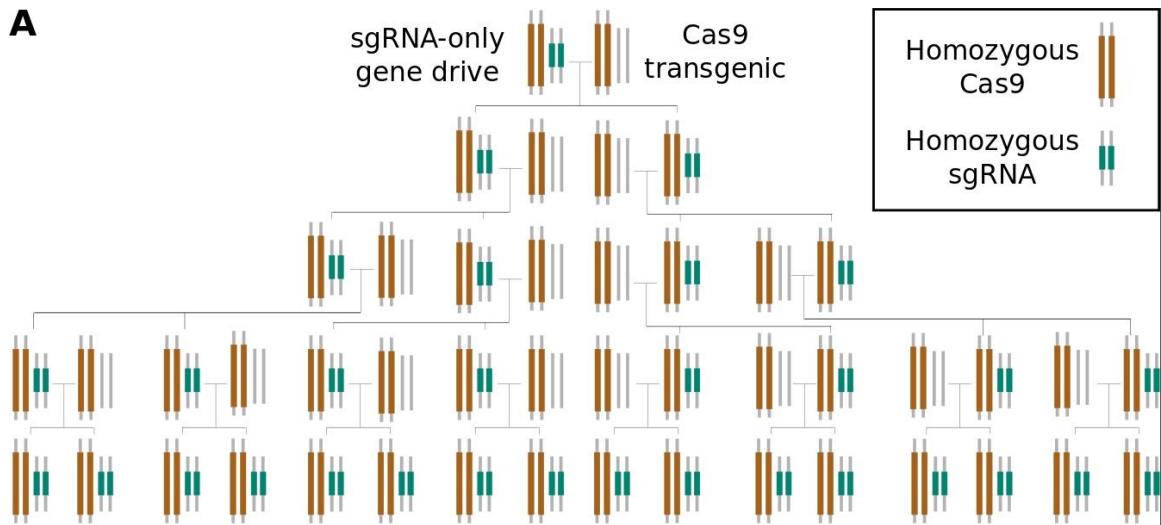 A
sgRNA-only
gene drive
Cas9
transgenic
Homozygous
Cas9
Homozygous
sgRNA